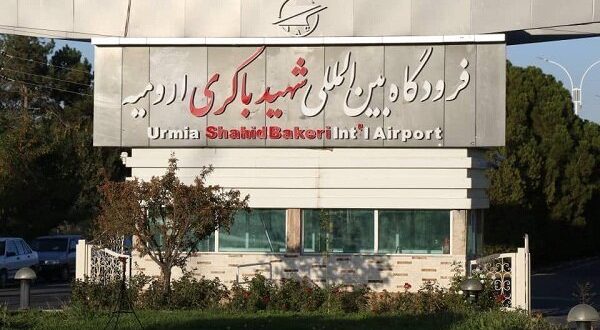 فرودگاه بین المللی شهید باکری ارومیه
Urmia Shahid Bakeri Int'l Airport